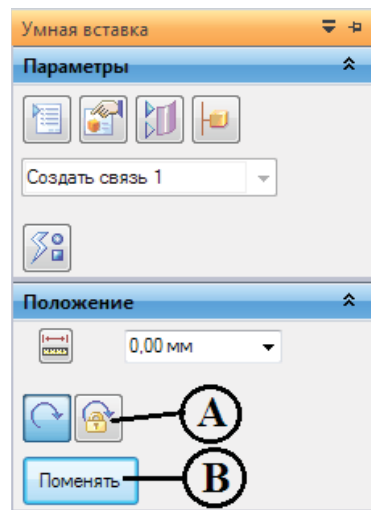 Умная вставка
Параметры
Создать связь 1
Положение
0,00 мм
A
Поменять
B